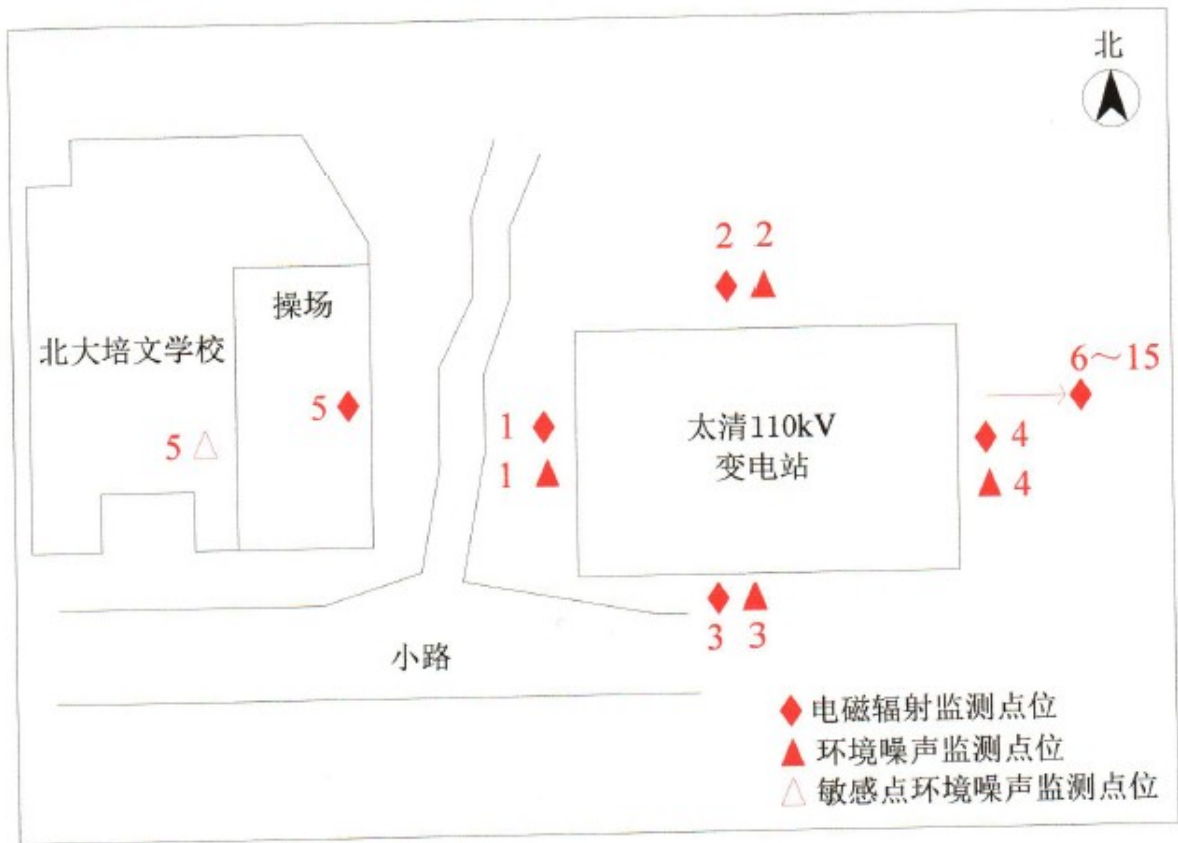 北
2 2
操场
北大培文学校
6～15
5
1
太清110kV
变电站
4
5
1
4
3 3
小路
电磁辐射监测点位
环境噪声监测点位
敏感点环境噪声监测点位